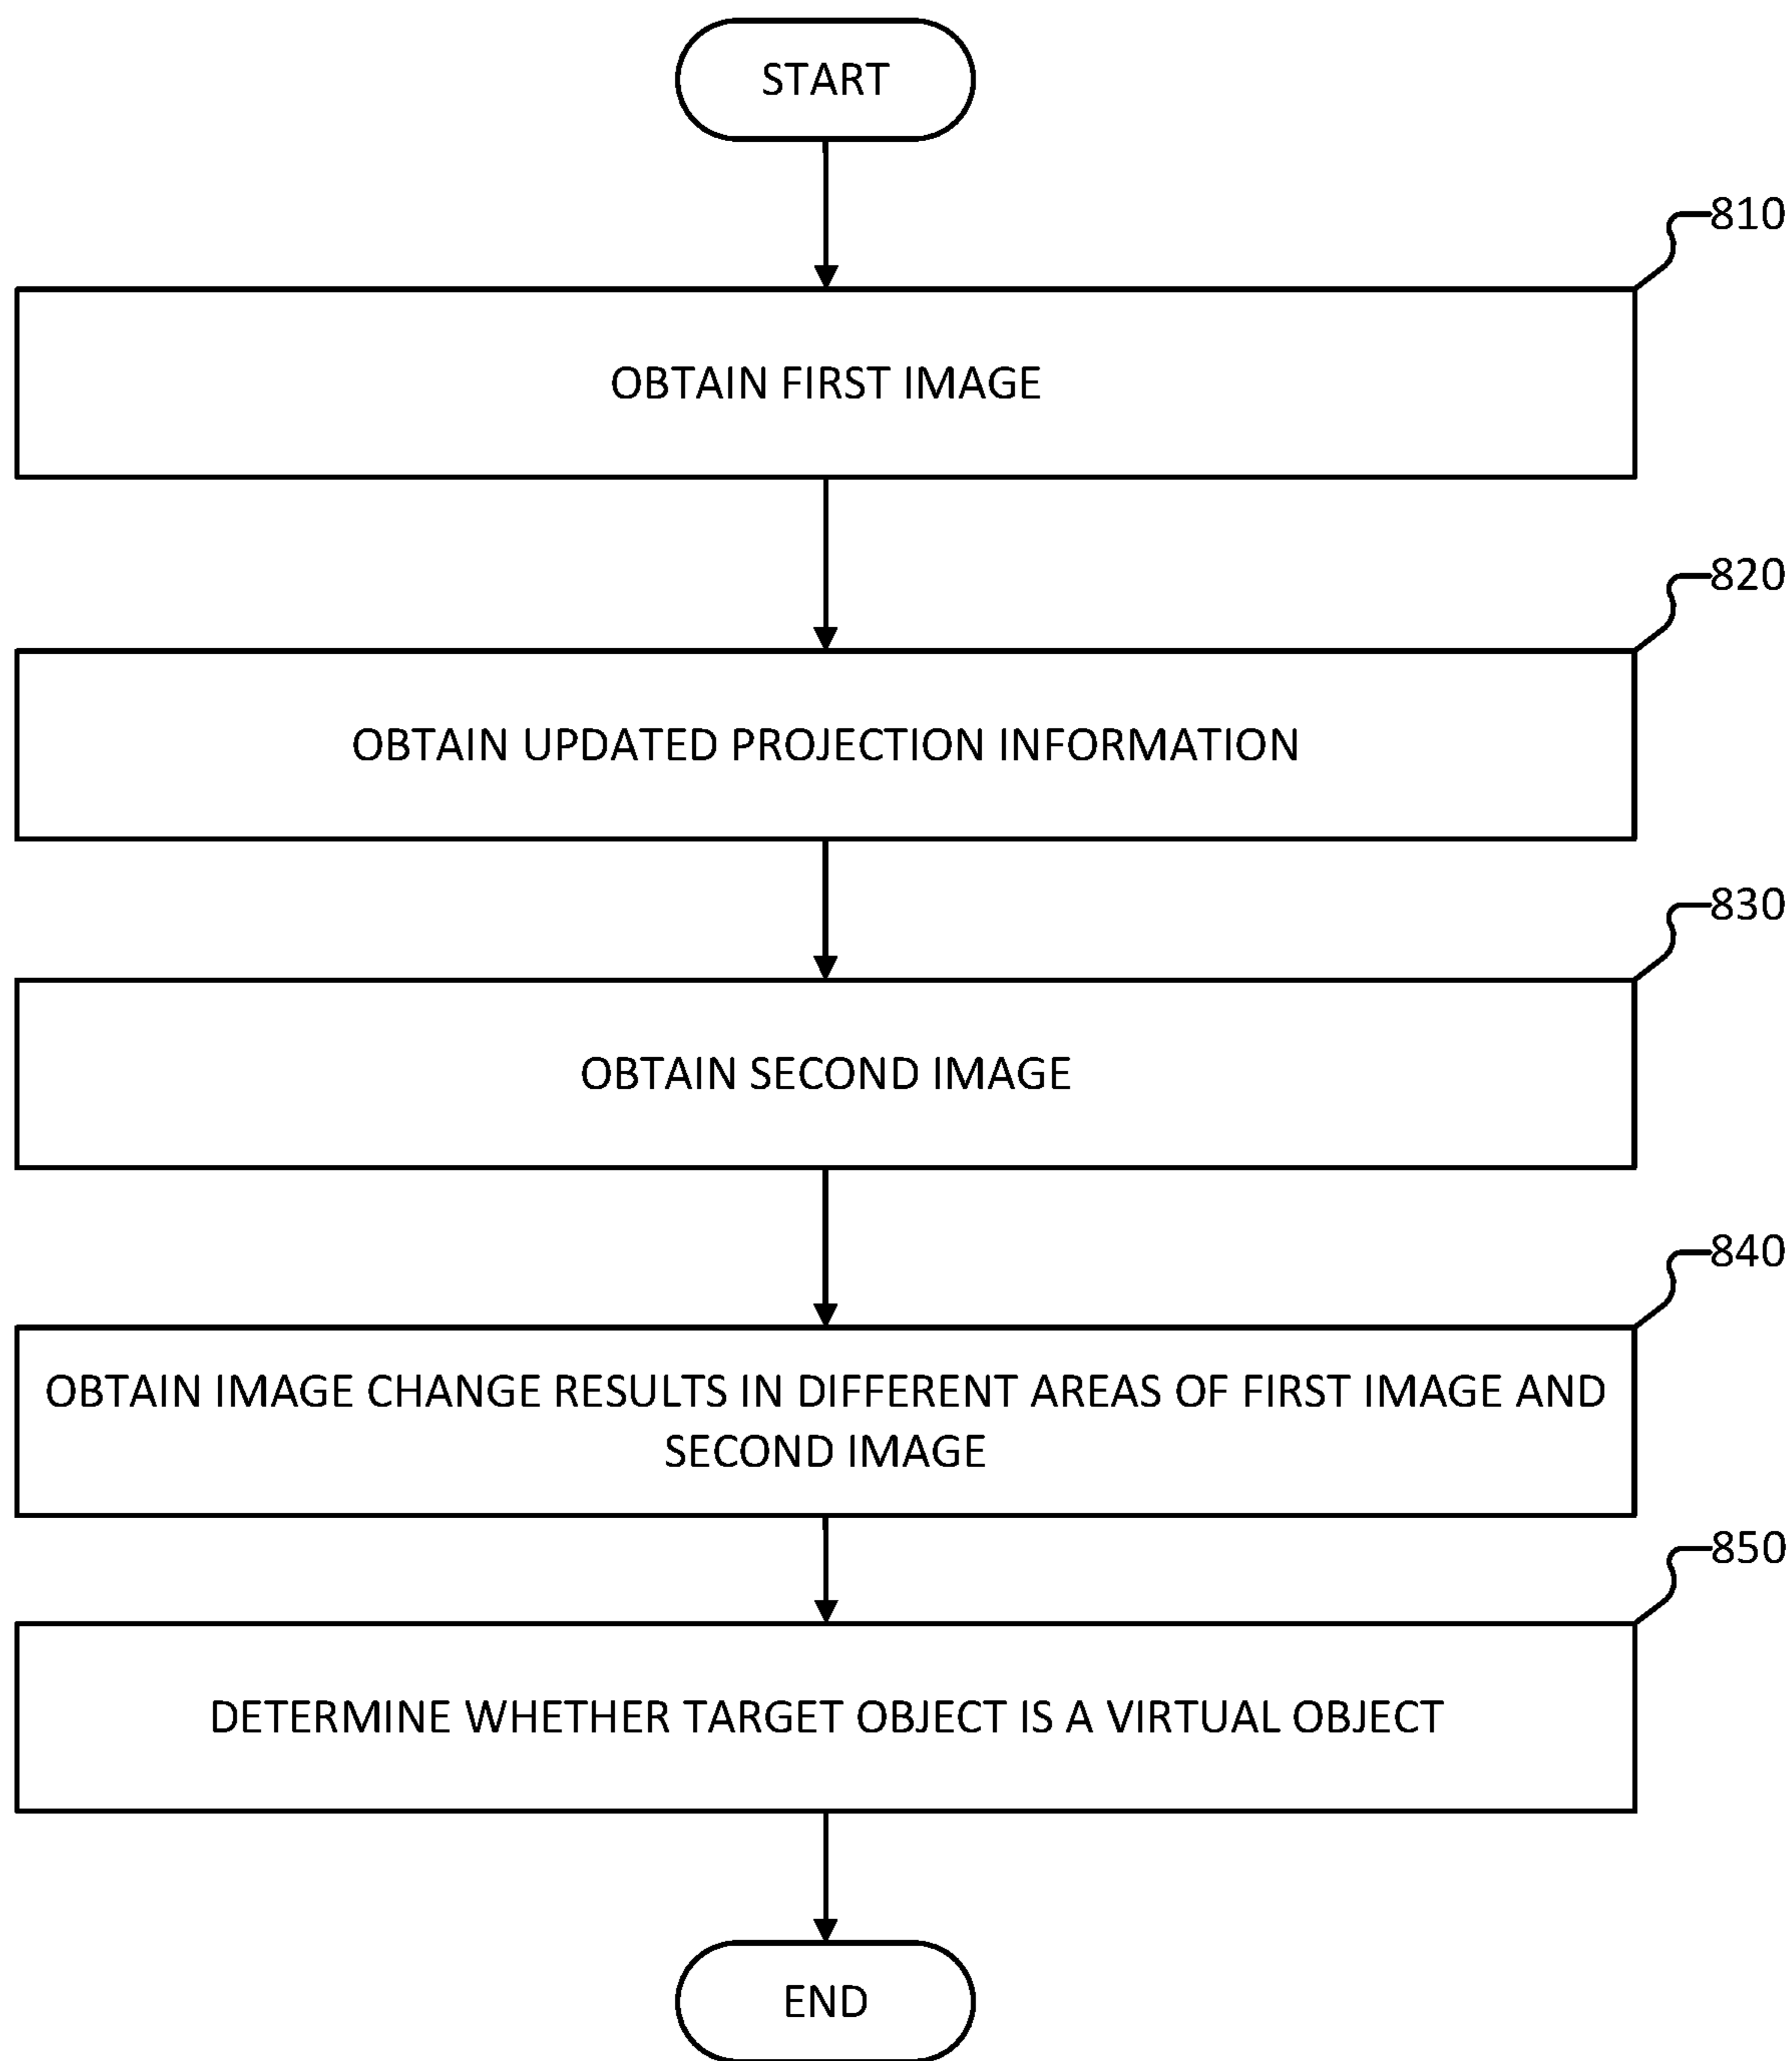 START
810
OBTAIN FIRST IMAGE
820
OBTAIN UPDATED PROJECTION INFORMATION
830
OBTAIN SECOND IMAGE
840
OBTAIN IMAGE CHANGE RESULTS IN DIFFERENT AREAS OF FIRST IMAGE AND
SECOND IMAGE
850
DETERMINE WHETHER TARGET OBJECT IS A VIRTUAL OBJECT
END